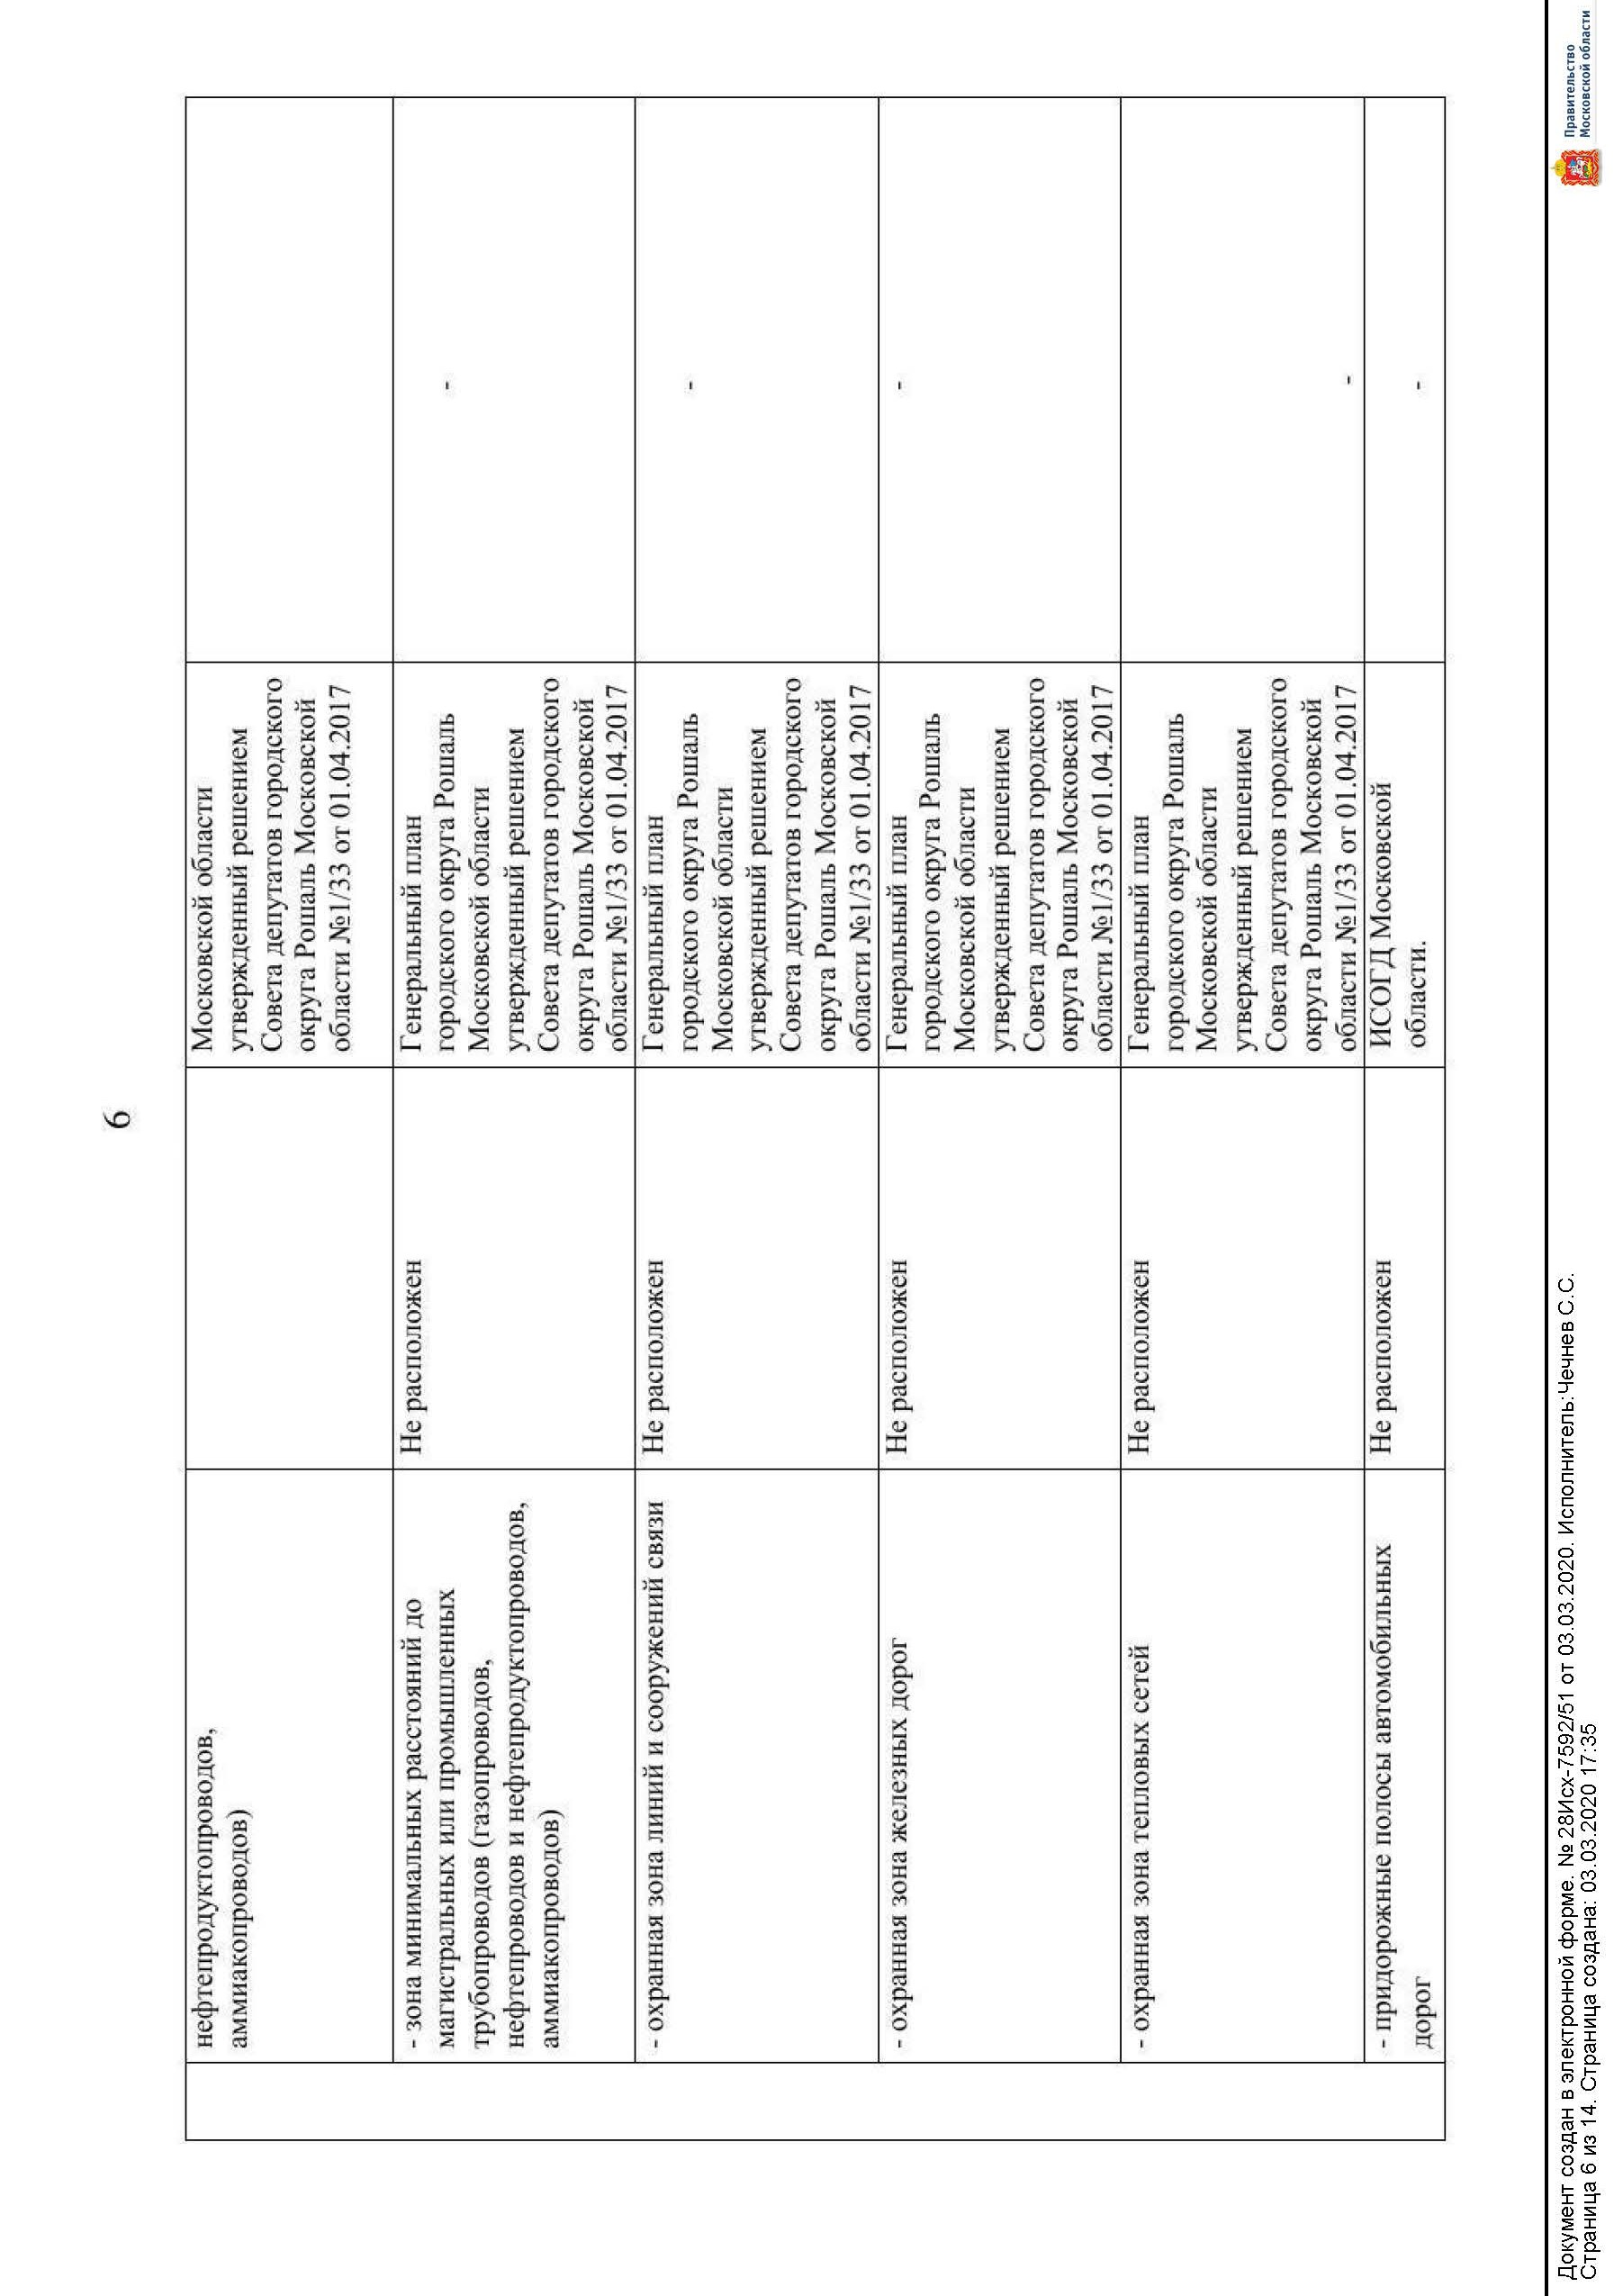 6
нефтепродуктопроводов,
аммиакопроводов)
Московской области
утвержденный решением
Совета депутатов городского
округа Рошаль Московской
области №1/33 от 01.04.2017
- зона минимальных расстояний до
магистральных или промышленных
трубопроводов (газопроводов,
нефтепроводов и нефтепродуктопроводов,
аммиакопроводов)
Не расположен
Генеральный план
городского округа Рошаль
Московской области
утвержденный решением
Совета депутатов городского
округа Рошаль Московской
области №1/33 от 01.04.2017
-
- охранная зона линий и сооружений связи
Не расположен
Генеральный план
городского округа Рошаль
Московской области
утвержденный решением
Совета депутатов городского
округа Рошаль Московской
области №1/33 от 01.04.2017
-
- охранная зона железных дорог
Не расположен
Генеральный план
городского округа Рошаль
Московской области
утвержденный решением
Совета депутатов городского
округа Рошаль Московской
области №1/33 от 01.04.2017
-
- охранная зона тепловых сетей
Не расположен
Генеральный план
городского округа Рошаль
Московской области
утвержденный решением
Совета депутатов городского
округа Рошаль Московской
области №1/33 от 01.04.2017
-
- придорожные полосы автомобильных
дорог
Не расположен
ИСОГД Московской
области.
-
Документ создан в электронной форме. № 28Исх-7592/51 от 03.03.2020. Исполнитель:Чечнев С.С.
Страница 6 из 14. Страница создана: 03.03.2020 17:35
Правительство
Московской области